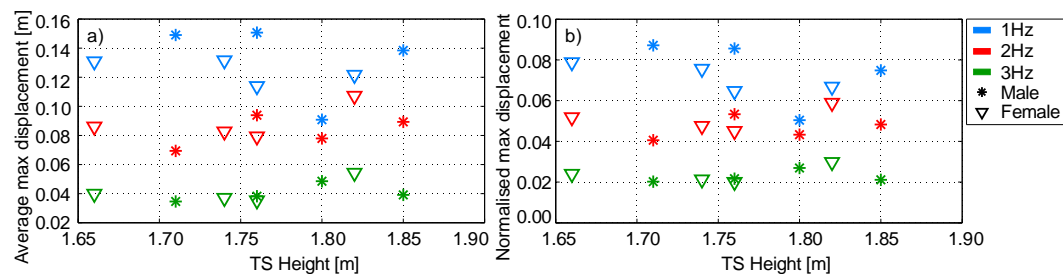 Average max displacement [m]
0.16
0.14
0.12
0.10
0.08
0.06
0.04
0.02
a)
1.65
1.70
1.75
1.80
1.85
1.90
TS Height [m]
Normalised max displacement
0.10
0.08
0.06
0.04
0.02
0.00
b)
1.65
1.70
1.75
1.80
1.85
1.90
TS Height [m]
1Hz
2Hz
3Hz
Male
Female